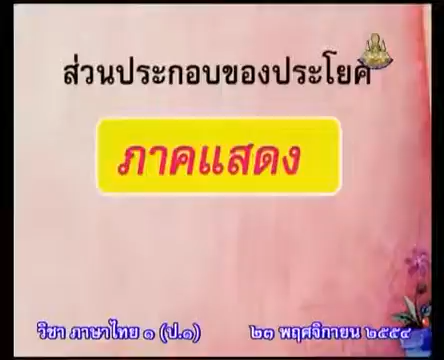 ส่วนประกอบของประโยค
ภาคแสดง
วิชา ภาษาไทย ๑ (ป.๑) ๒๓ พฤศจิกายน ๒๕๕๔